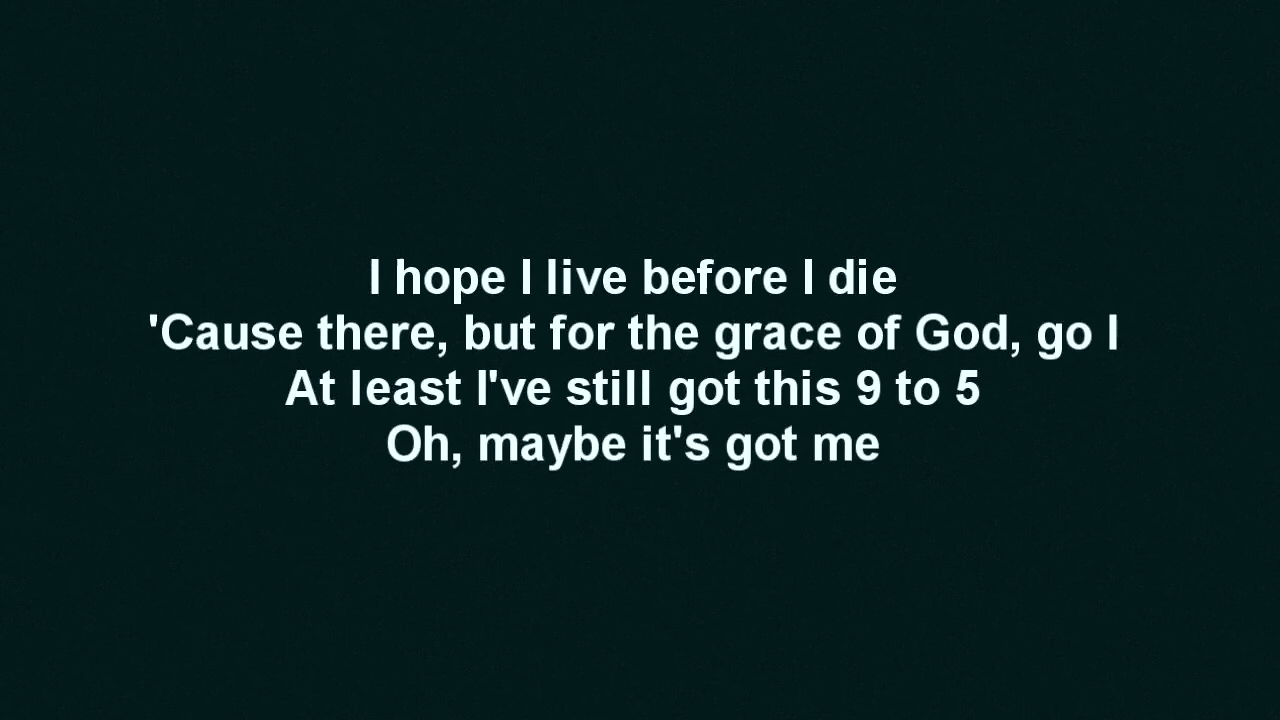 I hope I live before I die
'Cause there, but for the grace of God, go I
At least I've still got this 9 to 5
Oh, maybe it's got me